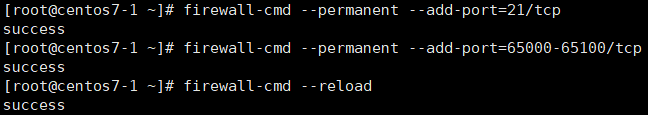 [root@centos7-1 ~]# firewall-cmd --permanent --add-port=21/tcp
success
[root@centos7-1 ~]# firewall-cmd --permanent --add-port=65000-65100/tcp
success
[root@centos7-1 ~]# firewall-cmd --reload
success